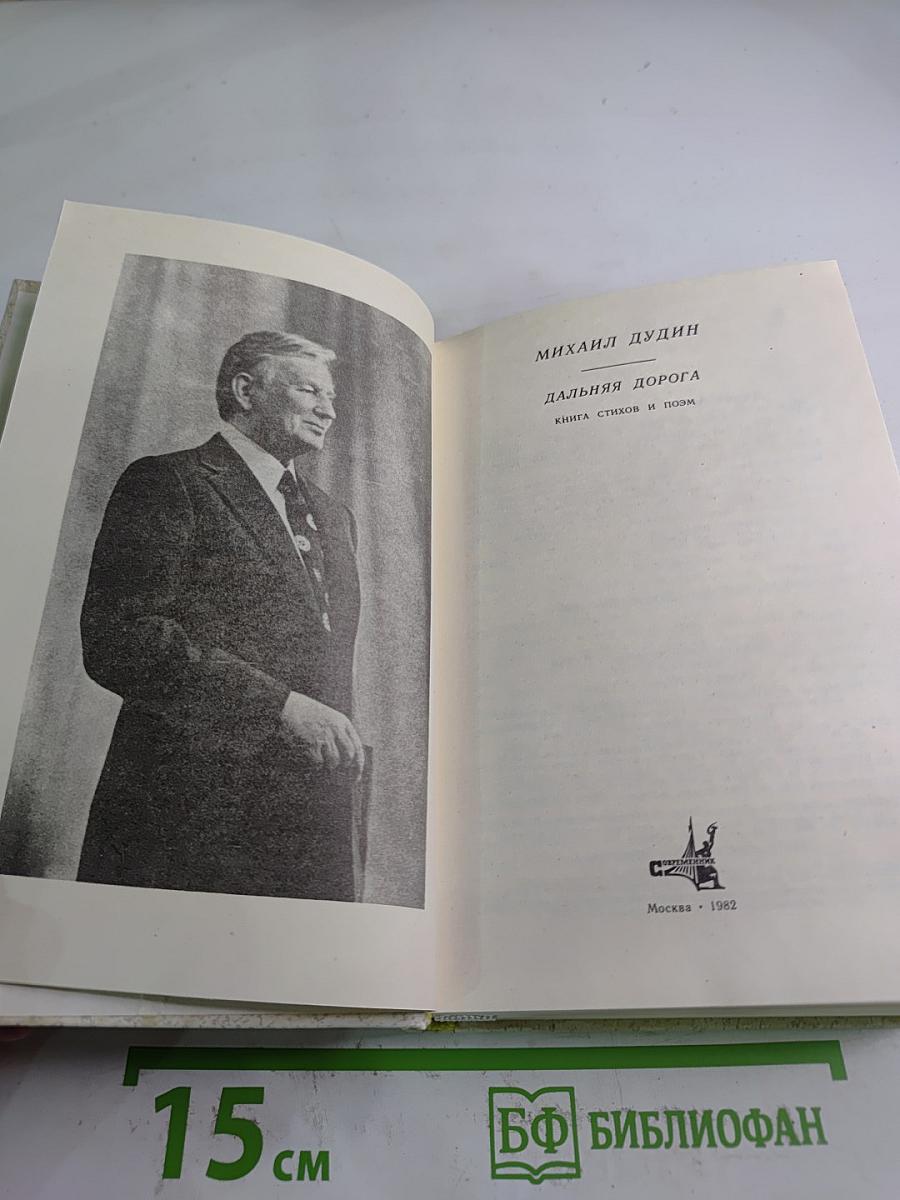 МИХАИЛ ДУДИН
ДАЛЬНЯЯ ДОРОГА
КНИГА СТИХОВ И ПОЭМ
СОВРЕМЕННИК
Москва • 1982
15 см
БФ БИБЛИОФАН